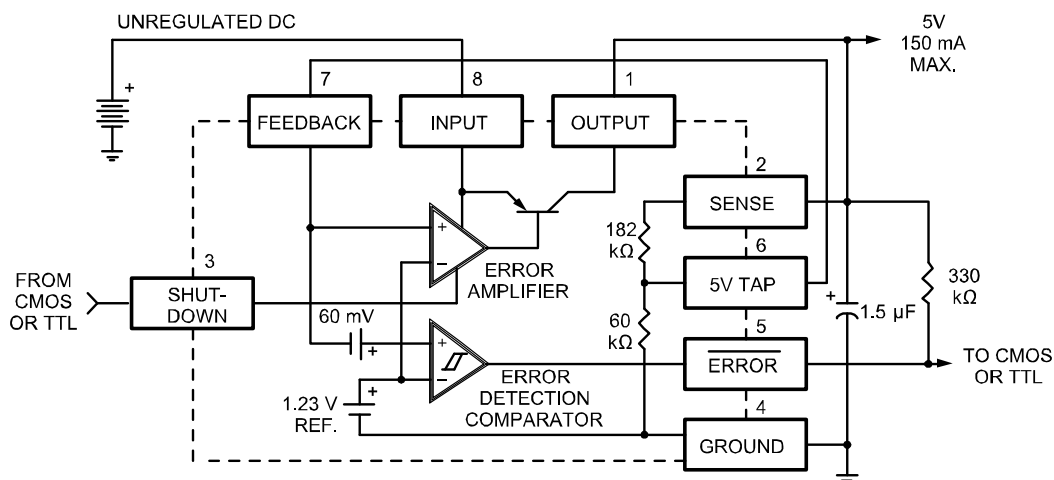 UNREGULATED DC
5V
150 mA
MAX.
7
8
1
FEEDBACK
INPUT
OUTPUT
2
SENSE
182
kΩ
6
5V TAP
3
FROM
CMOS
OR TTL
SHUT-
DOWN
ERROR
AMPLIFIER
330
kΩ
1.5 µF
60 mV
60
kΩ
5
ERROR
TO CMOS
OR TTL
ERROR
DETECTION
COMPARATOR
1.23 V
REF.
4
GROUND